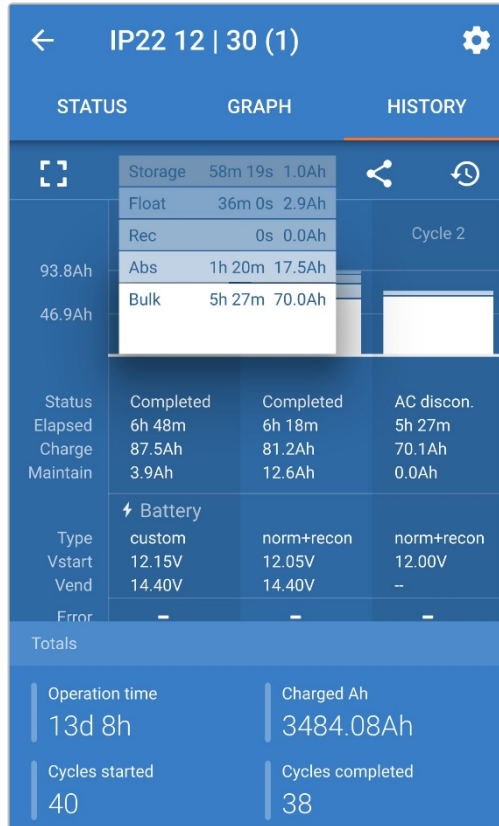 IP22 12 | 30 (1)
STATUS GRAPH HISTORY
Storage 58m 19s 1.0Ah
Float 36m 0s 2.9Ah
Rec 0s 0.0Ah
Abs 1h 20m 17.5Ah
Bulk 5h 27m 70.0Ah
Cycle 2
93.8Ah
46.9Ah
Status Completed Completed AC discon.
Elapsed 6h 48m 6h 18m 5h 27m
Charge 87.5Ah 81.2Ah 70.1Ah
Maintain 3.9Ah 12.6Ah 0.0Ah
Battery
Type custom norm+recon norm+recon
Vstart 12.15V 12.05V 12.00V
Vend 14.40V 14.40V --
Error – –  –
Totals
Operation time Charged Ah
13d 8h 3484.08Ah
Cycles started Cycles completed
40 38